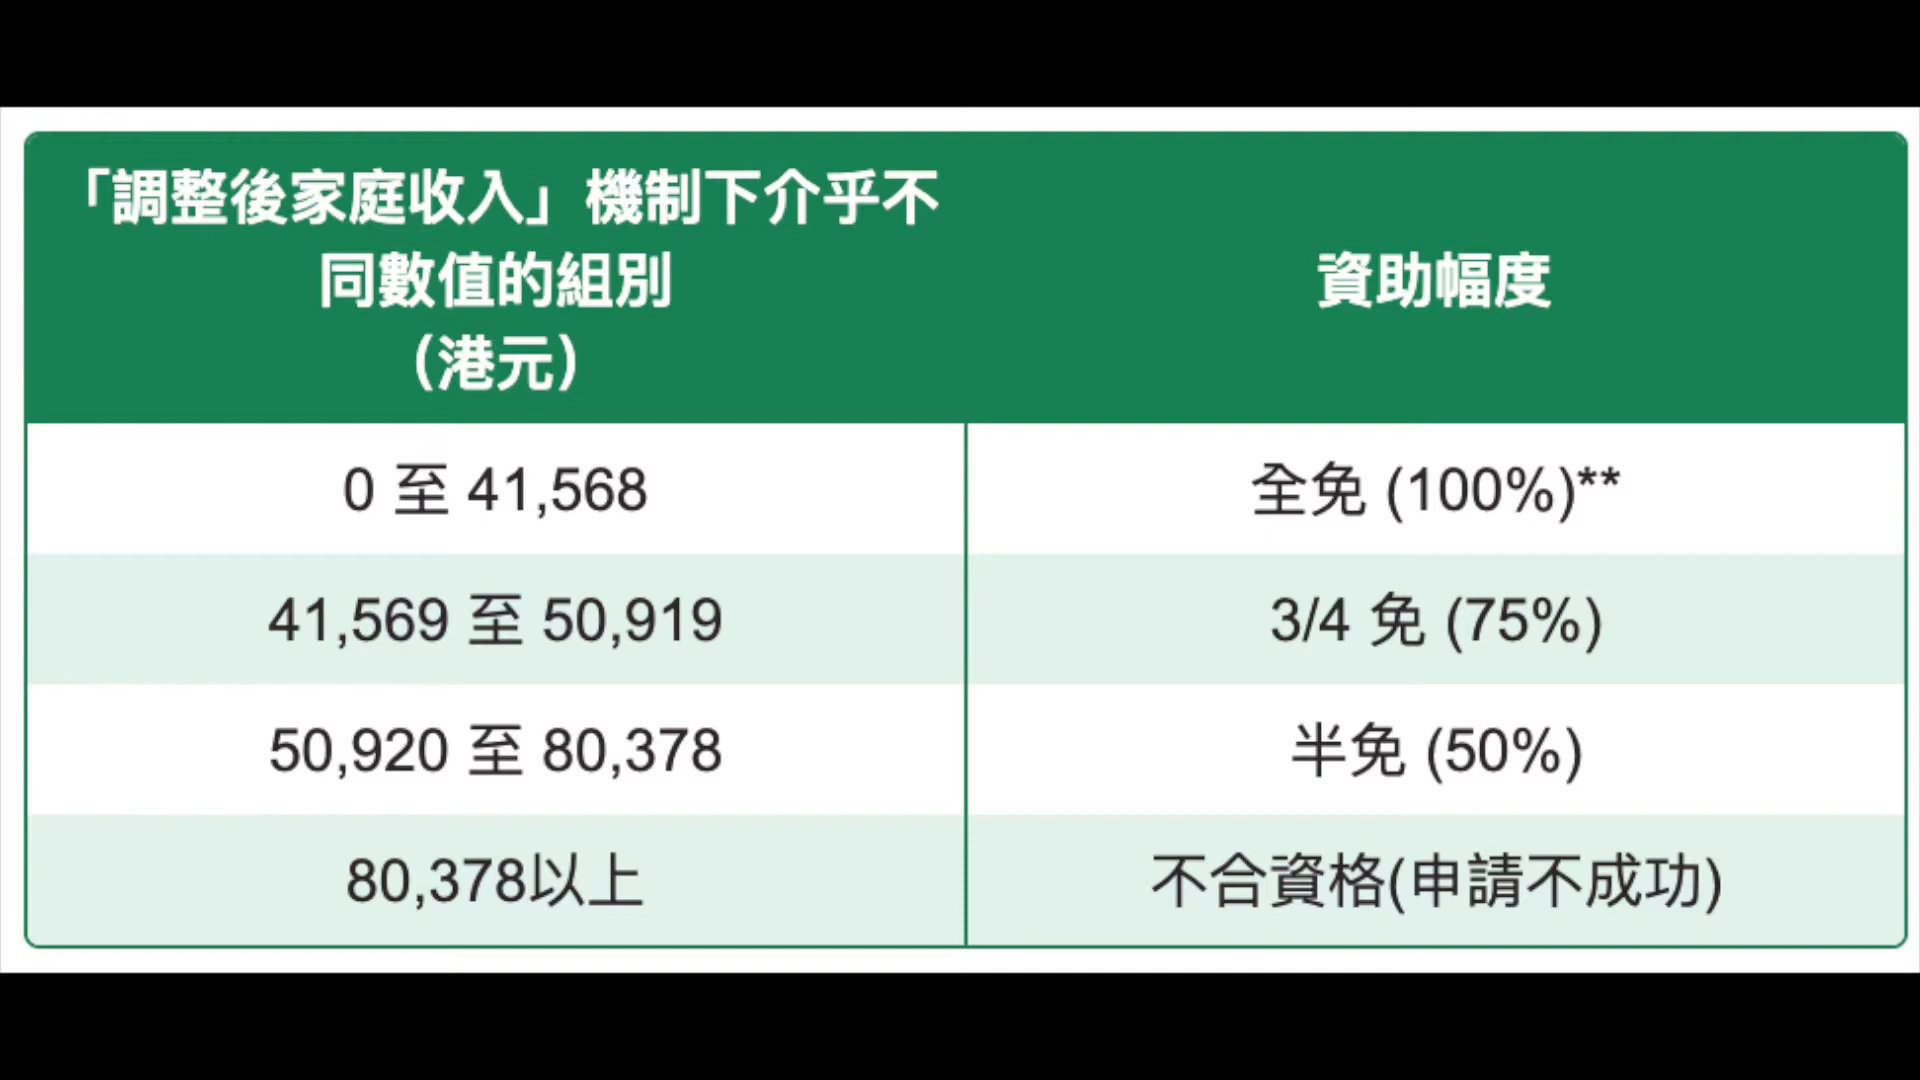 「調整後家庭收入」機制下介乎不
同數值的組別
（港元）
資助幅度
0 至 41,568
全免 (100%)**
41,569 至 50,919
3/4 免 (75%)
50,920 至 80,378
半免 (50%)
80,378以上
不合資格(申請不成功)